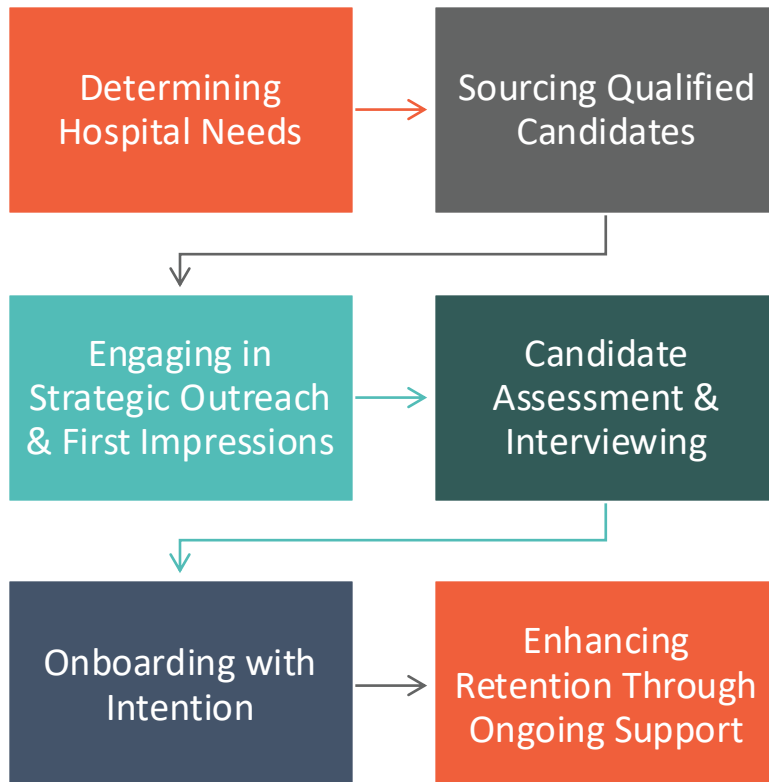 Determining
Hospital Needs
Sourcing Qualified
Candidates
Engaging in
Strategic Outreach
& First Impressions
Candidate
Assessment &
Interviewing
Onboarding with
Intention
Enhancing
Retention Through
Ongoing Support